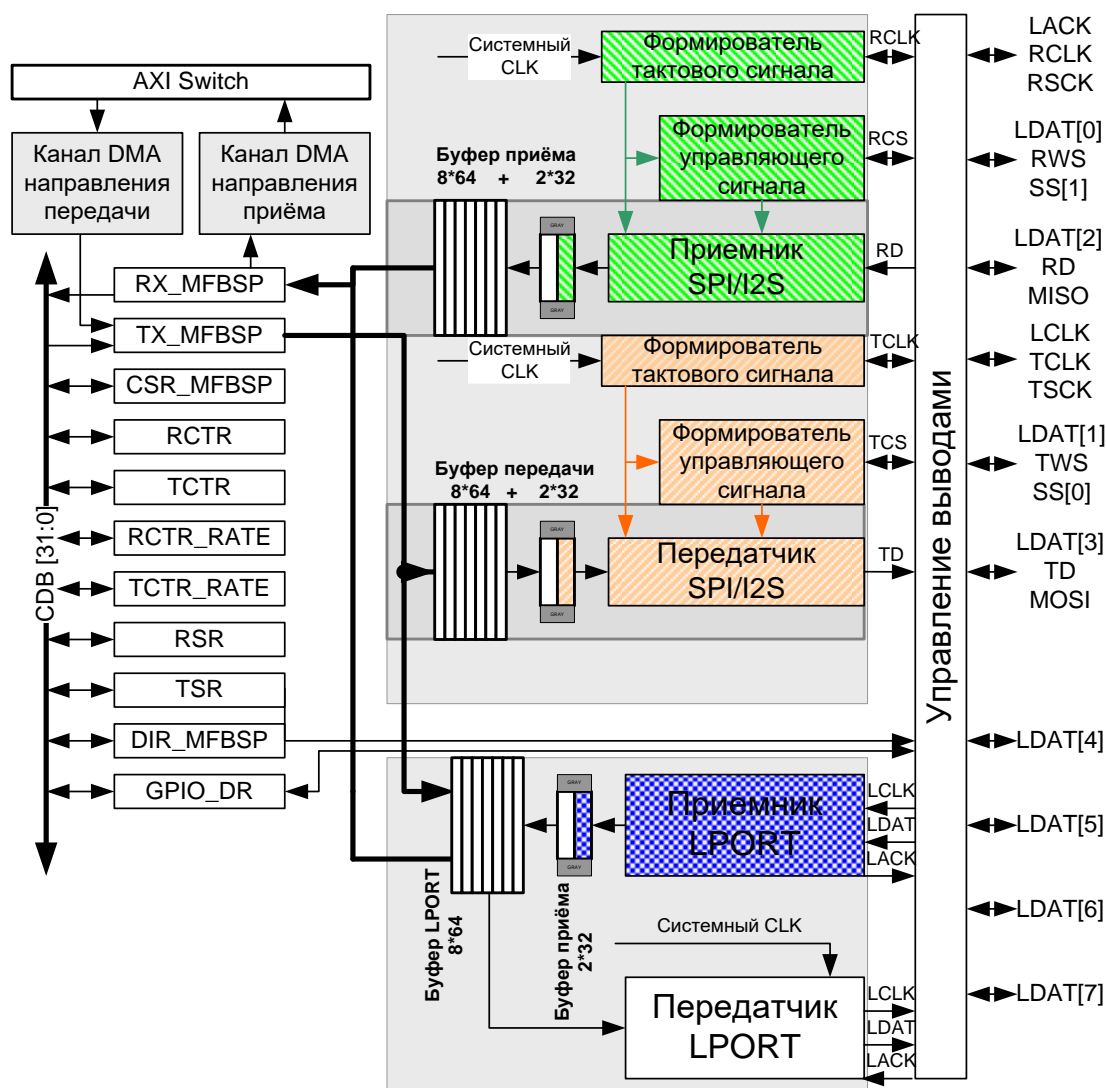 AXI Switch
Канал DMA
направления
передачи
Канал DMA
направления
приёма
RX_MFBSP
TX_MFBSP
CSR_MFBSP
RCTR
TCTR
RCTR_RATE
TCTR_RATE
RSR
TSR
DIR_MFBSP
GPIO_DR
CDB [31:0]
Системный
CLK
Формирователь
тактового сигнала
RCLK
Формирователь
управляющего
сигнала
RCS
Буфер приёма
8*64 + 2*32
GRAY
GRAY
Приемник
SPI/I2S
RD
Системный
CLK
Формирователь
тактового сигнала
TCLK
Формирователь
управляющего
сигнала
TCS
Буфер передачи
8*64 + 2*32
GRAY
GRAY
Передатчик
SPI/I2S
TD
GRAY
GRAY
Приемник
LPORT
LCLK
LDAT
LACK
Буфер LPORT
8*64
Буфер приёма
2*32
Системный CLK
Передатчик
LPORT
LCLK
LDAT
LACK
Управление выводами
LACK
RCLK
RSCK
LDAT[0]
RWS
SS[1]
LDAT[2]
RD
MISO
LCLK
TCLK
TSCK
LDAT[1]
TWS
SS[0]
LDAT[3]
TD
MOSI
LDAT[4]
LDAT[5]
LDAT[6]
LDAT[7]